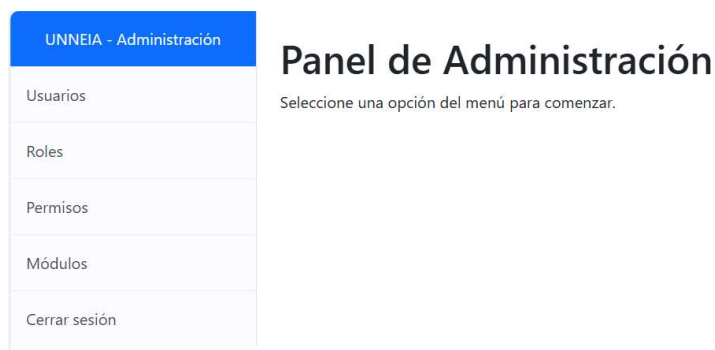 UNNEIA - Administración
Usuarios
Roles
Permisos
Módulos
Cerrar sesión
Panel de Administración
Seleccione una opción del menú para comenzar.